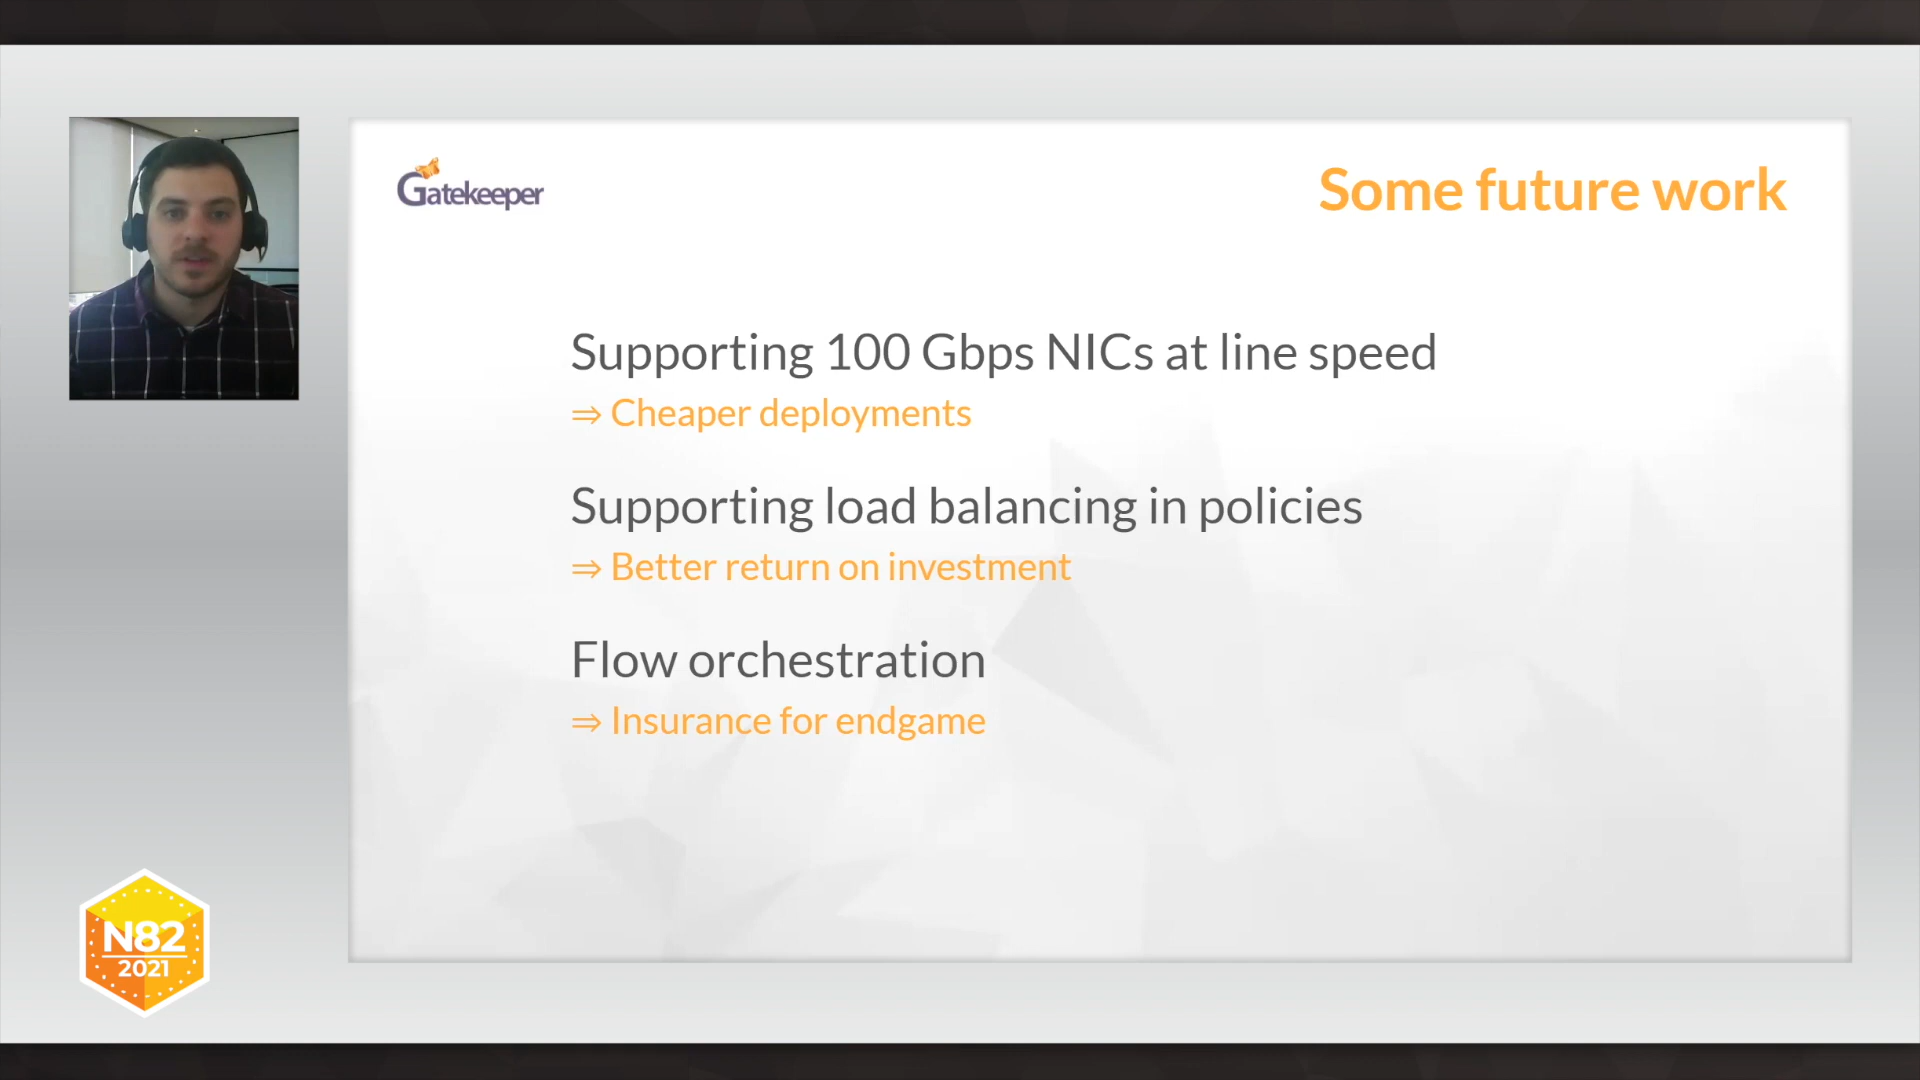 Gatekeeper
Some future work
Supporting 100 Gbps NICs at line speed
⇒ Cheaper deployments
Supporting load balancing in policies
⇒ Better return on investment
Flow orchestration
⇒ Insurance for endgame
N82
2021